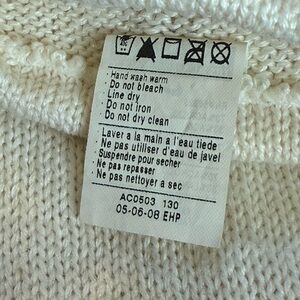 · Hand wash warm
· Do not bleach
· Line dry
· Do not iron
· Do not dry clean
· Laver a la main a l'eau tiede
· Ne pas utiliser d'eau de javel
· Suspendre pour secher
· Ne pas repasser
· Ne pas nettoyer a sec
AC0503 130
05-06-08 EHP